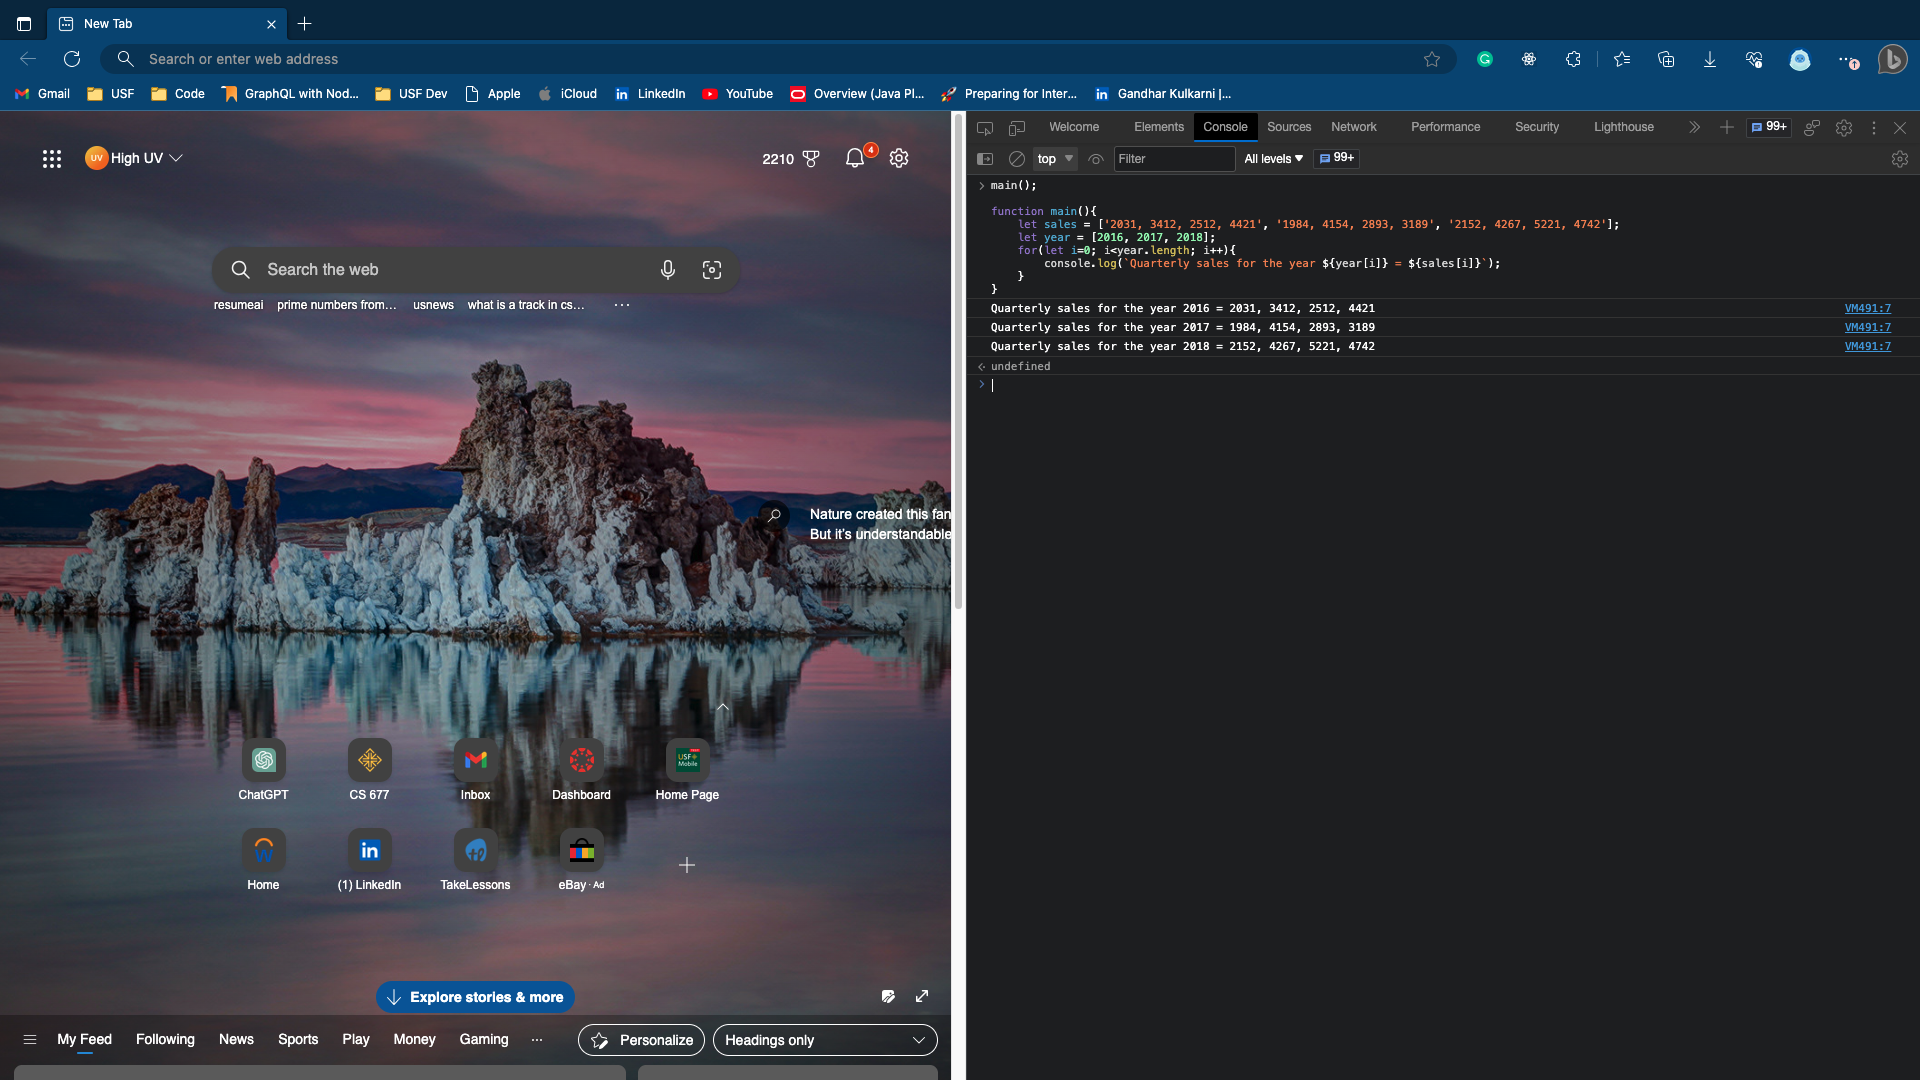 New Tab
Search or enter web address
Gmail USF Code GraphQL with Nod... USF Dev Apple iCloud LinkedIn YouTube Overview (Java Pl... Preparing for Inter... Gandhar Kulkarni |...
UV High UV
2210
4
Search the web
resumeai prime numbers from... usnews what is a track in cs... ...
Nature created this fan
But it's understandable
ChatGPT CS 677 Inbox Dashboard Home Page
USF
Mobile
Home (1) LinkedIn TakeLessons eBay · Ad
Explore stories & more
My Feed Following News Sports Play Money Gaming ... Personalize Headings only
Welcome Elements Console Sources Network Performance Security Lighthouse 99+
top Filter All levels 99+
main();
function main(){
let sales = ['2031, 3412, 2512, 4421', '1984, 4154, 2893, 3189', '2152, 4267, 5221, 4742'];
let year = [2016, 2017, 2018];
for(let i=0; i<year.length; i++){
console.log(`Quarterly sales for the year ${year[i]} = ${sales[i]}`);
}
}
Quarterly sales for the year 2016 = 2031, 3412, 2512, 4421 VM491:7
Quarterly sales for the year 2017 = 1984, 4154, 2893, 3189 VM491:7
Quarterly sales for the year 2018 = 2152, 4267, 5221, 4742 VM491:7
undefined